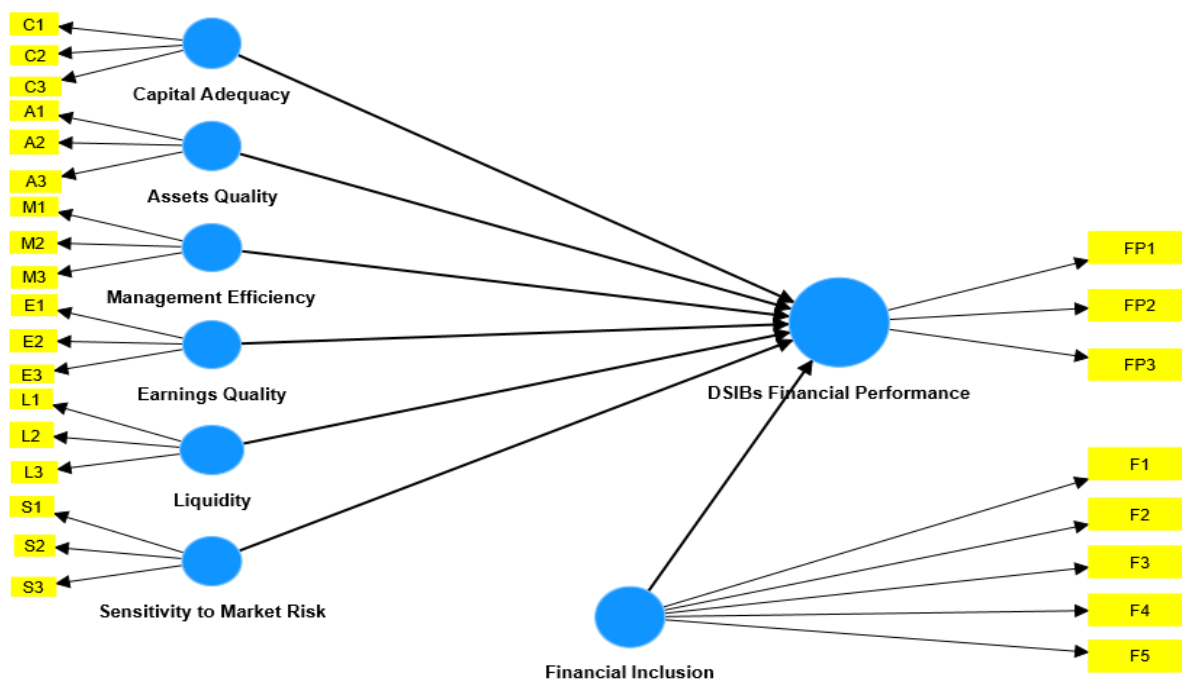 C1
C2
C3
Capital Adequacy
A1
A2
A3
Assets Quality
M1
M2
M3
Management Efficiency
E1
E2
E3
Earnings Quality
L1
L2
L3
Liquidity
S1
S2
S3
Sensitivity to Market Risk
FP1
FP2
FP3
DSIBs Financial Performance
F1
F2
F3
F4
F5
Financial Inclusion